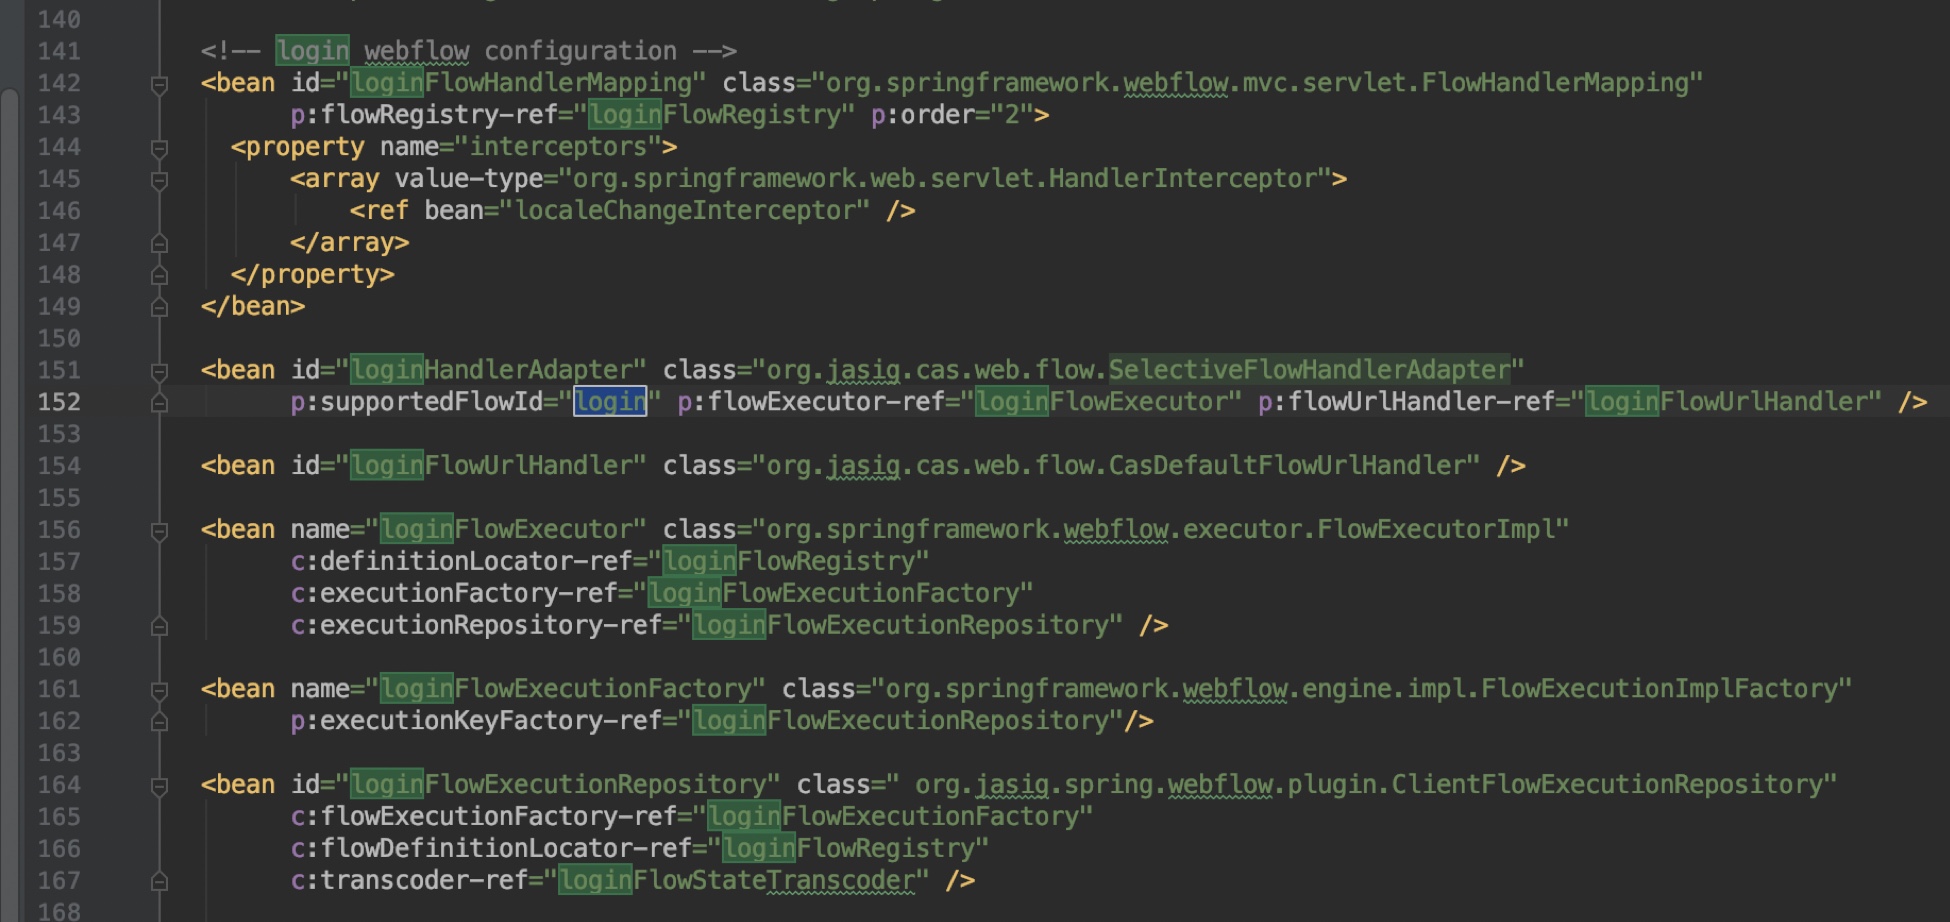 140
141 <!-- login webflow configuration -->
142 <bean id="loginFlowHandlerMapping" class="org.springframework.webflow.mvc.servlet.FlowHandlerMapping"
143 p:flowRegistry-ref="loginFlowRegistry" p:order="2">
144 <property name="interceptors">
145 <array value-type="org.springframework.web.servlet.HandlerInterceptor">
146 <ref bean="localeChangeInterceptor" />
147 </array>
148 </property>
149 </bean>
150
151 <bean id="loginHandlerAdapter" class="org.jasig.cas.web.flow.SelectiveFlowHandlerAdapter"
152 p:supportedFlowId="login" p:flowExecutor-ref="loginFlowExecutor" p:flowUrlHandler-ref="loginFlowUrlHandler" />
153
154 <bean id="loginFlowUrlHandler" class="org.jasig.cas.web.flow.CasDefaultFlowUrlHandler" />
155
156 <bean name="loginFlowExecutor" class="org.springframework.webflow.executor.FlowExecutorImpl"
157 c:definitionLocator-ref="loginFlowRegistry"
158 c:executionFactory-ref="loginFlowExecutionFactory"
159 c:executionRepository-ref="loginFlowExecutionRepository" />
160
161 <bean name="loginFlowExecutionFactory" class="org.springframework.webflow.engine.impl.FlowExecutionImplFactory"
162 p:executionKeyFactory-ref="loginFlowExecutionRepository"/>
163
164 <bean id="loginFlowExecutionRepository" class=" org.jasig.spring.webflow.plugin.ClientFlowExecutionRepository"
165 c:flowExecutionFactory-ref="loginFlowExecutionFactory"
166 c:flowDefinitionLocator-ref="loginFlowRegistry"
167 c:transcoder-ref="loginFlowStateTranscoder" />
168